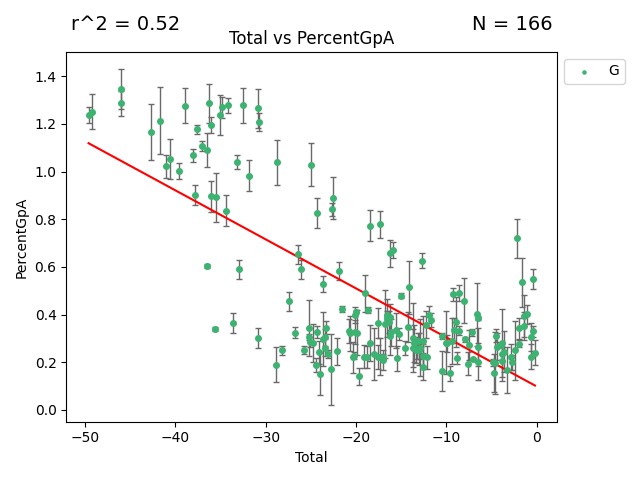 r^2 = 0.52
N = 166
Total vs PercentGpA
G
PercentGpA
1.4
1.2
1.0
0.8
0.6
0.4
0.2
0.0
−50
−40
−30
−20
−10
0
Total